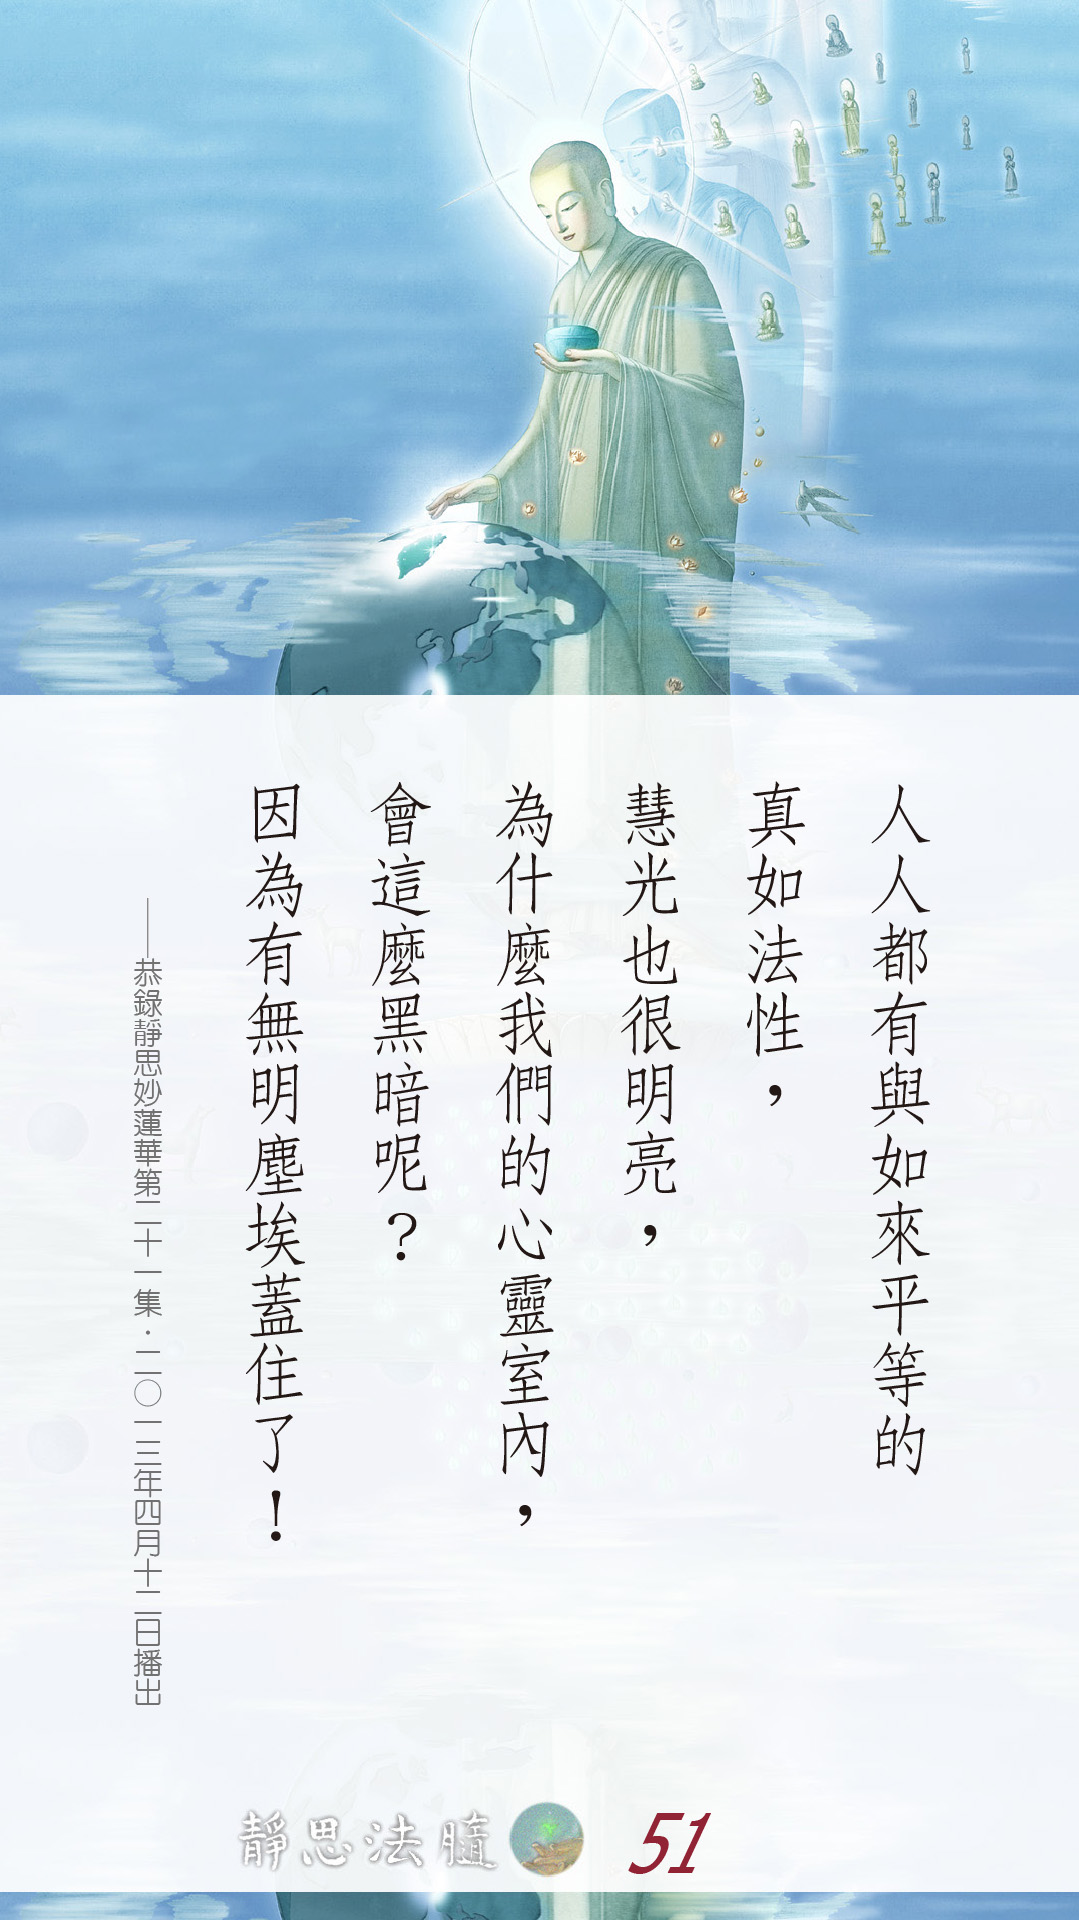 人人都有與如來平等的
真如法性，
慧光也很明亮，
為什麼我們的心靈室內，
會這麼黑暗呢？
因為有無明塵埃蓋住了！
——恭錄靜思妙蓮華第二十一集．二〇一三年四月十二日播出
靜思法髓
51